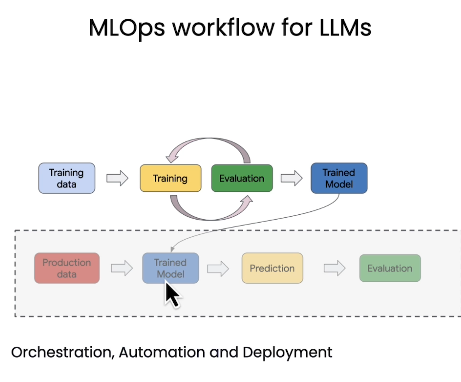 MLOps workflow for LLMs
Training
data
Training
Evaluation
Trained
Model
Production
data
Trained
Model
Prediction
Evaluation
Orchestration, Automation and Deployment